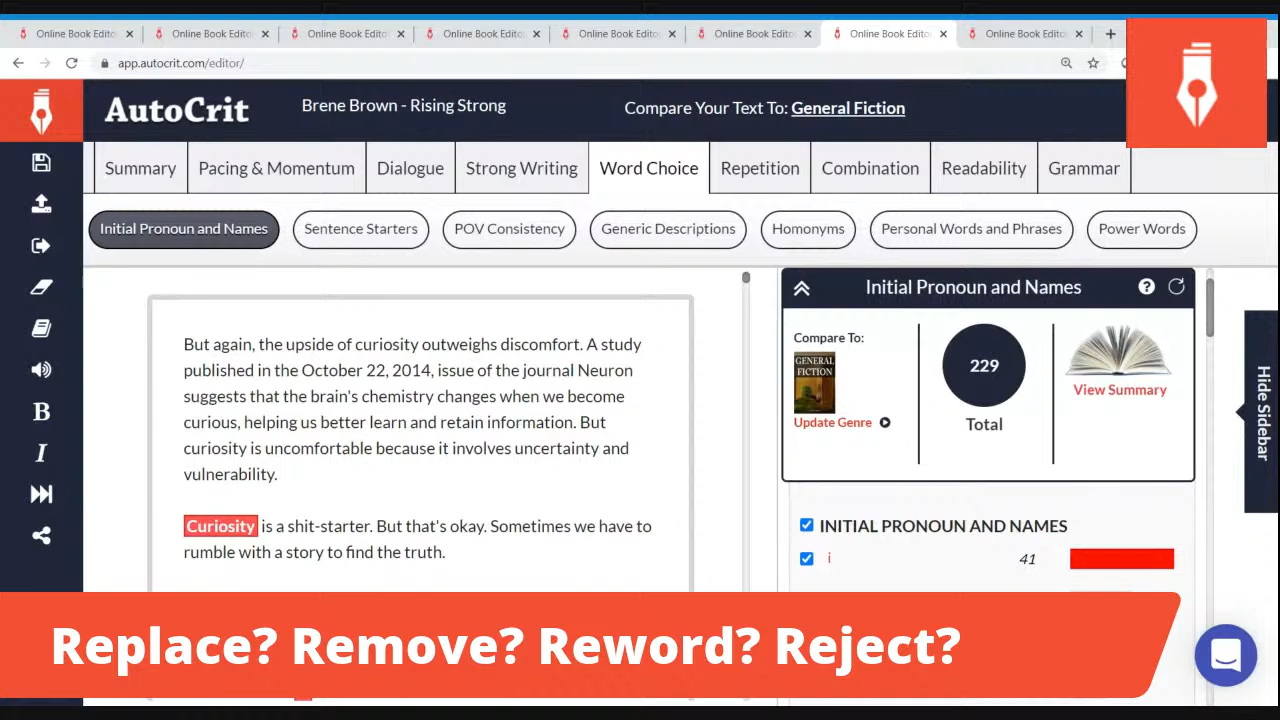 Online Book Edito
Online Book Edito
Online Book Edito
Online Book Edito
Online Book Edito
Online Book Edito
Online Book Edito
Online Book Edito
app.autocrit.com/editor/
AutoCrit
Brene Brown - Rising Strong
Compare Your Text To: General Fiction
Summary
Pacing & Momentum
Dialogue
Strong Writing
Word Choice
Repetition
Combination
Readability
Grammar
Initial Pronoun and Names
Sentence Starters
POV Consistency
Generic Descriptions
Homonyms
Personal Words and Phrases
Power Words
But again, the upside of curiosity outweighs discomfort. A study
published in the October 22, 2014, issue of the journal Neuron
suggests that the brain's chemistry changes when we become
curious, helping us better learn and retain information. But
curiosity is uncomfortable because it involves uncertainty and
vulnerability.
Curiosity is a shit-starter. But that's okay. Sometimes we have to
rumble with a story to find the truth.
Initial Pronoun and Names
Compare To:
GENERAL
FICTION
Update Genre
229
Total
View Summary
INITIAL PRONOUN AND NAMES
i 41
Hide Sidebar
B
I
Replace? Remove? Reword? Reject?